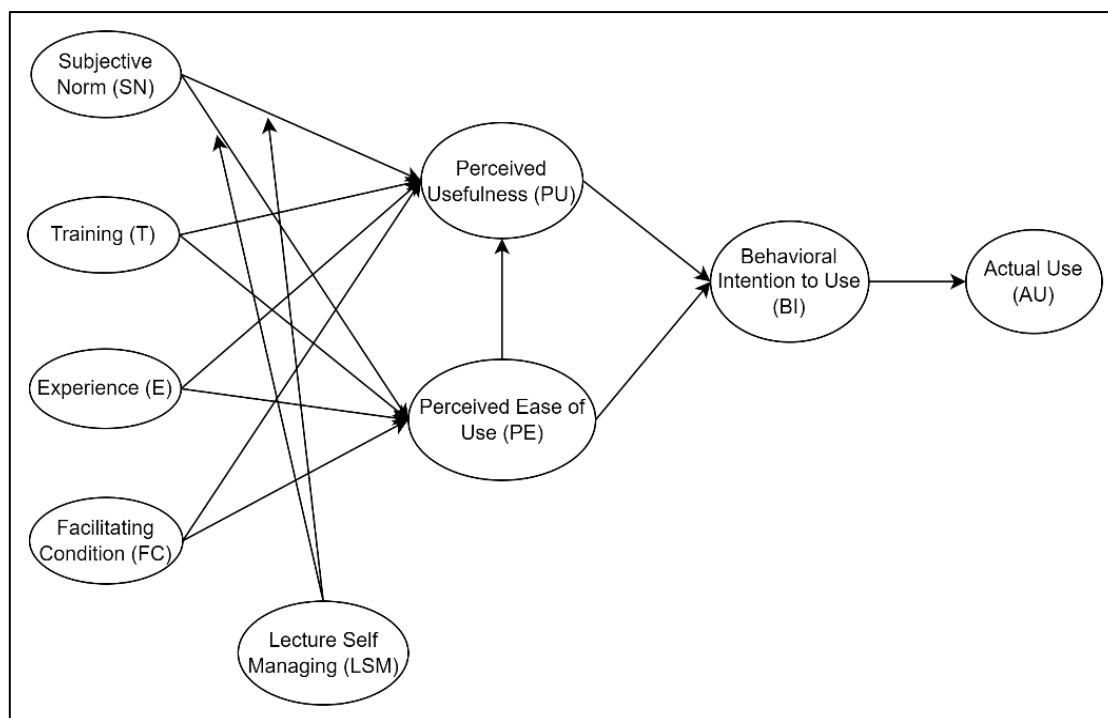 Subjective
Norm (SN)
Training (T)
Experience (E)
Facilitating
Condition (FC)
Lecture Self
Managing (LSM)
Perceived
Usefulness (PU)
Perceived Ease of
Use (PE)
Behavioral
Intention to Use
(BI)
Actual Use
(AU)